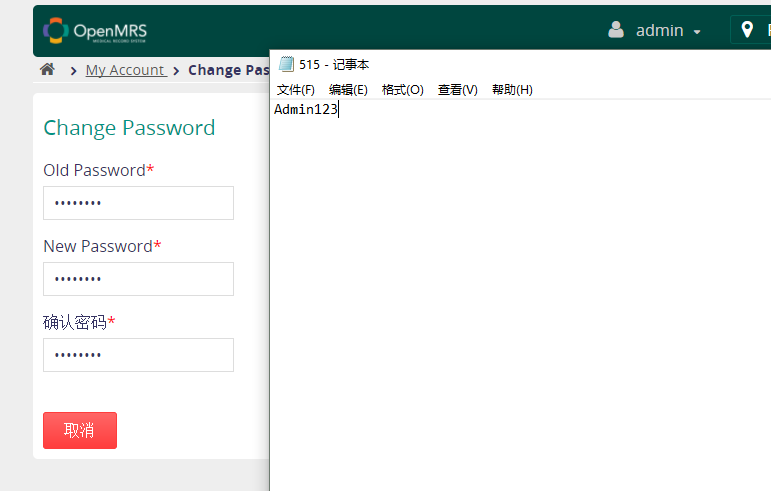 OpenMRS
MEDICAL RECORD SYSTEM
admin
My Account > Change Pas
Change Password
Old Password*
••••••••
New Password*
••••••••
确认密码*
••••••••
取消
515 - 记事本
文件(F) 编辑(E) 格式(O) 查看(V) 帮助(H)
Admin123